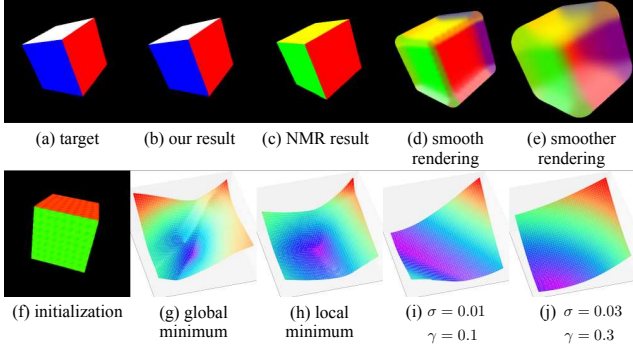 (a) target
(b) our result
(c) NMR result
(d) smooth
rendering
(e) smoother
rendering
(f) initialization
(g) global
minimum
(h) local
minimum
(i) σ = 0.01
γ = 0.1
(j) σ = 0.03
γ = 0.3